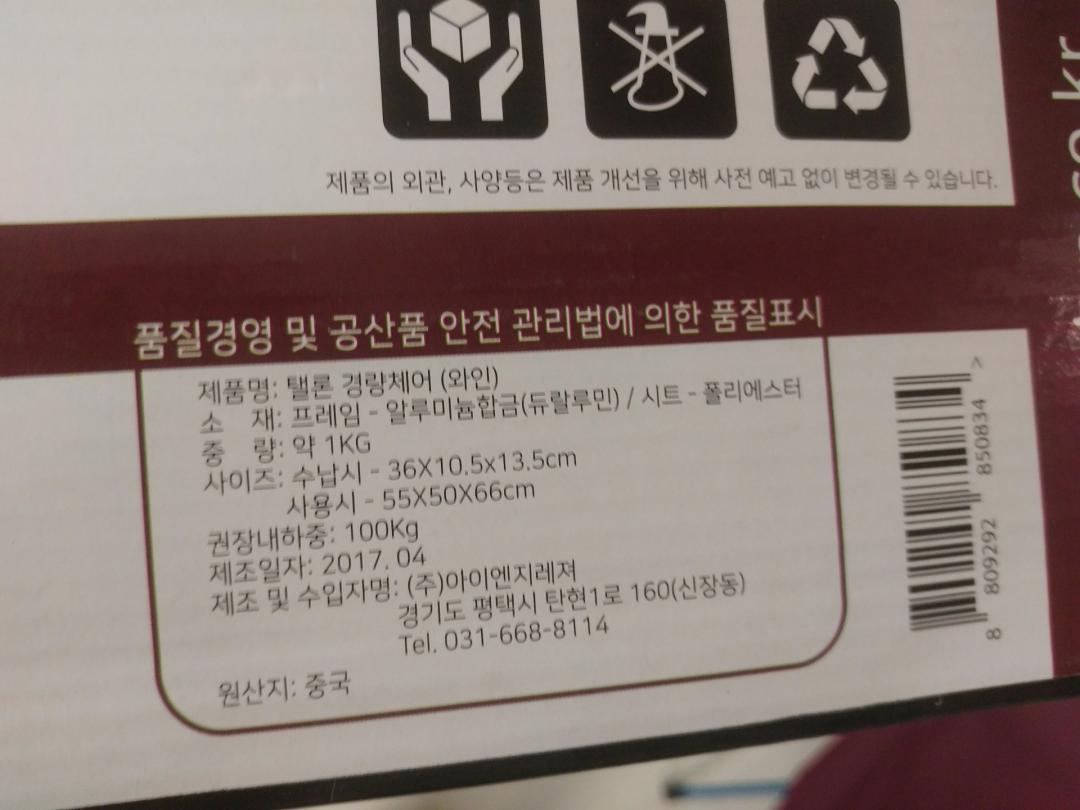 제품의 외관, 사양등은 제품 개선을 위해 사전 예고 없이 변경될 수 있습니다.
품질경영 및 공산품 안전 관리법에 의한 품질표시
제품명: 탤론 경량체어 (와인)
소 재: 프레임 - 알루미늄합금(듀랄루민) / 시트 - 폴리에스터
중 량: 약 1KG
사이즈: 수납시 - 36X10.5x13.5cm
사용시 - 55X50X66cm
권장내하중: 100Kg
제조일자: 2017. 04
제조 및 수입자명: (주)아이엔지레져
경기도 평택시 탄현1로 160(신장동)
Tel. 031-668-8114
원산지: 중국
8 809292 850834 >